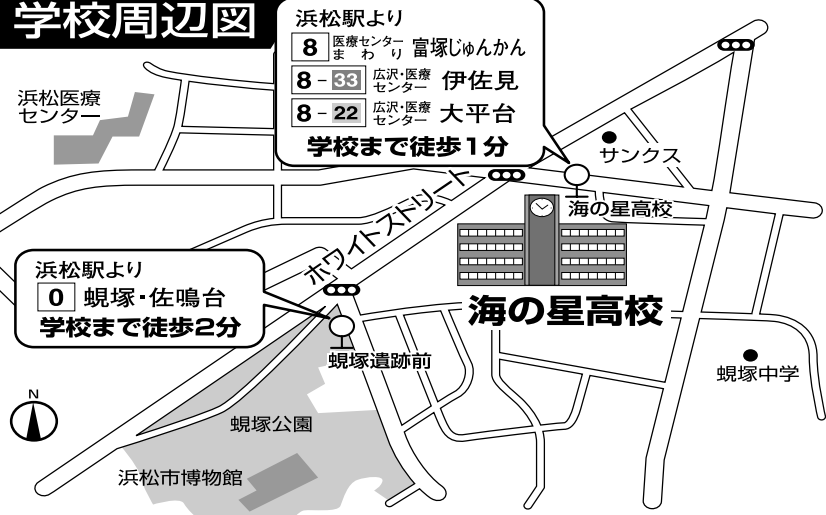 学校周辺図
浜松駅より
8 医療センターまわり 富塚じゅんかん
8-33 広沢・医療センター 伊佐見
8-22 広沢・医療センター 大平台
学校まで徒歩1分
浜松医療
センター
サンクス
海の星高校
ホワイトストリート
浜松駅より
0 蜆塚・佐鳴台
学校まで徒歩2分
海の星高校
蜆塚遺跡前
蜆塚中学
N
蜆塚公園
浜松市博物館